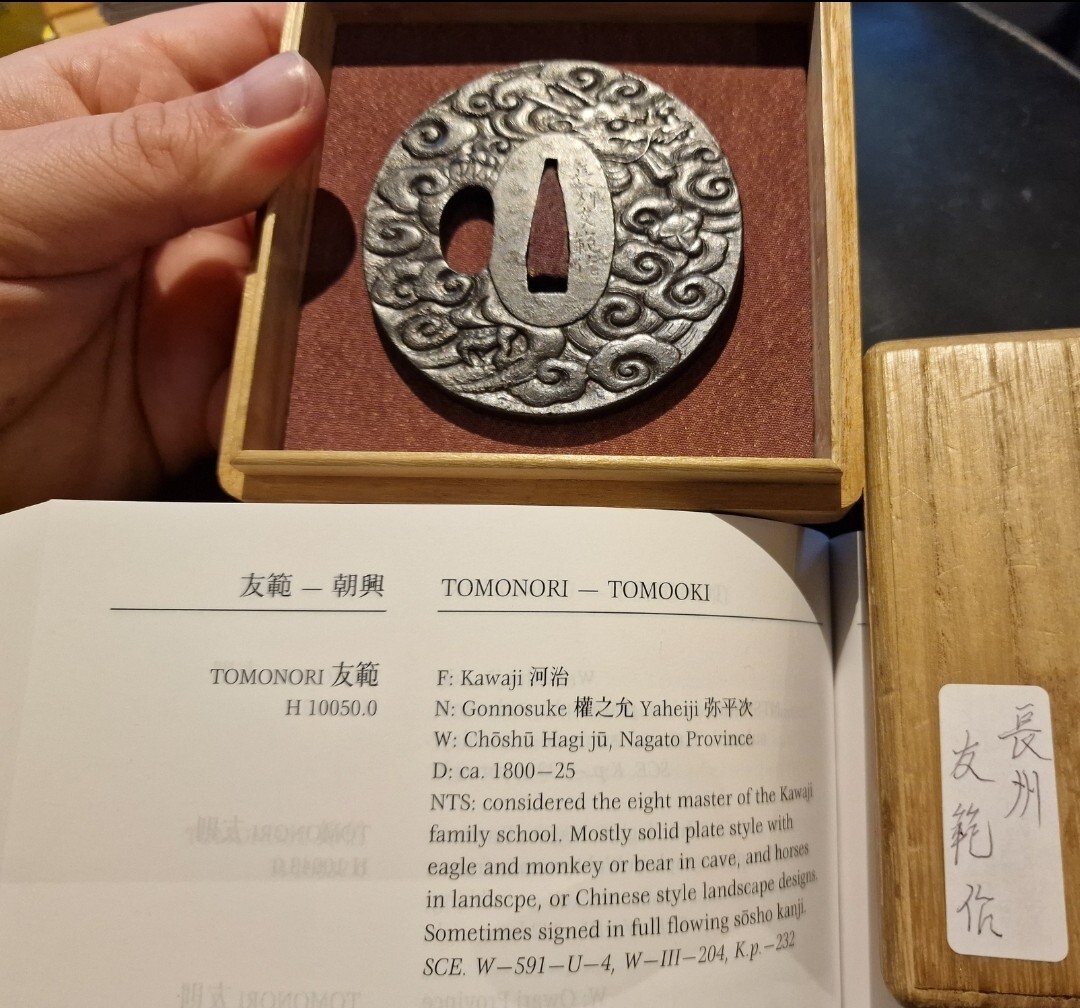 友範 — 朝興
TOMONORI — TOMOOKI
TOMONORI 友範
H 10050.0
F: Kawaji 河治
N: Gonnosuke 權之允 Yaheiji 弥平次
W: Chōshū Hagi jū, Nagato Province
D: ca. 1800—25
NTS: considered the eight master of the Kawaji
family school. Mostly solid plate style with
eagle and monkey or bear in cave, and horses
in landscpe, or Chinese style landscape designs.
Sometimes signed in full flowing sōsho kanji.
SCE. W—591—U—4, W—III—204, K.p.—232
長州
友範作